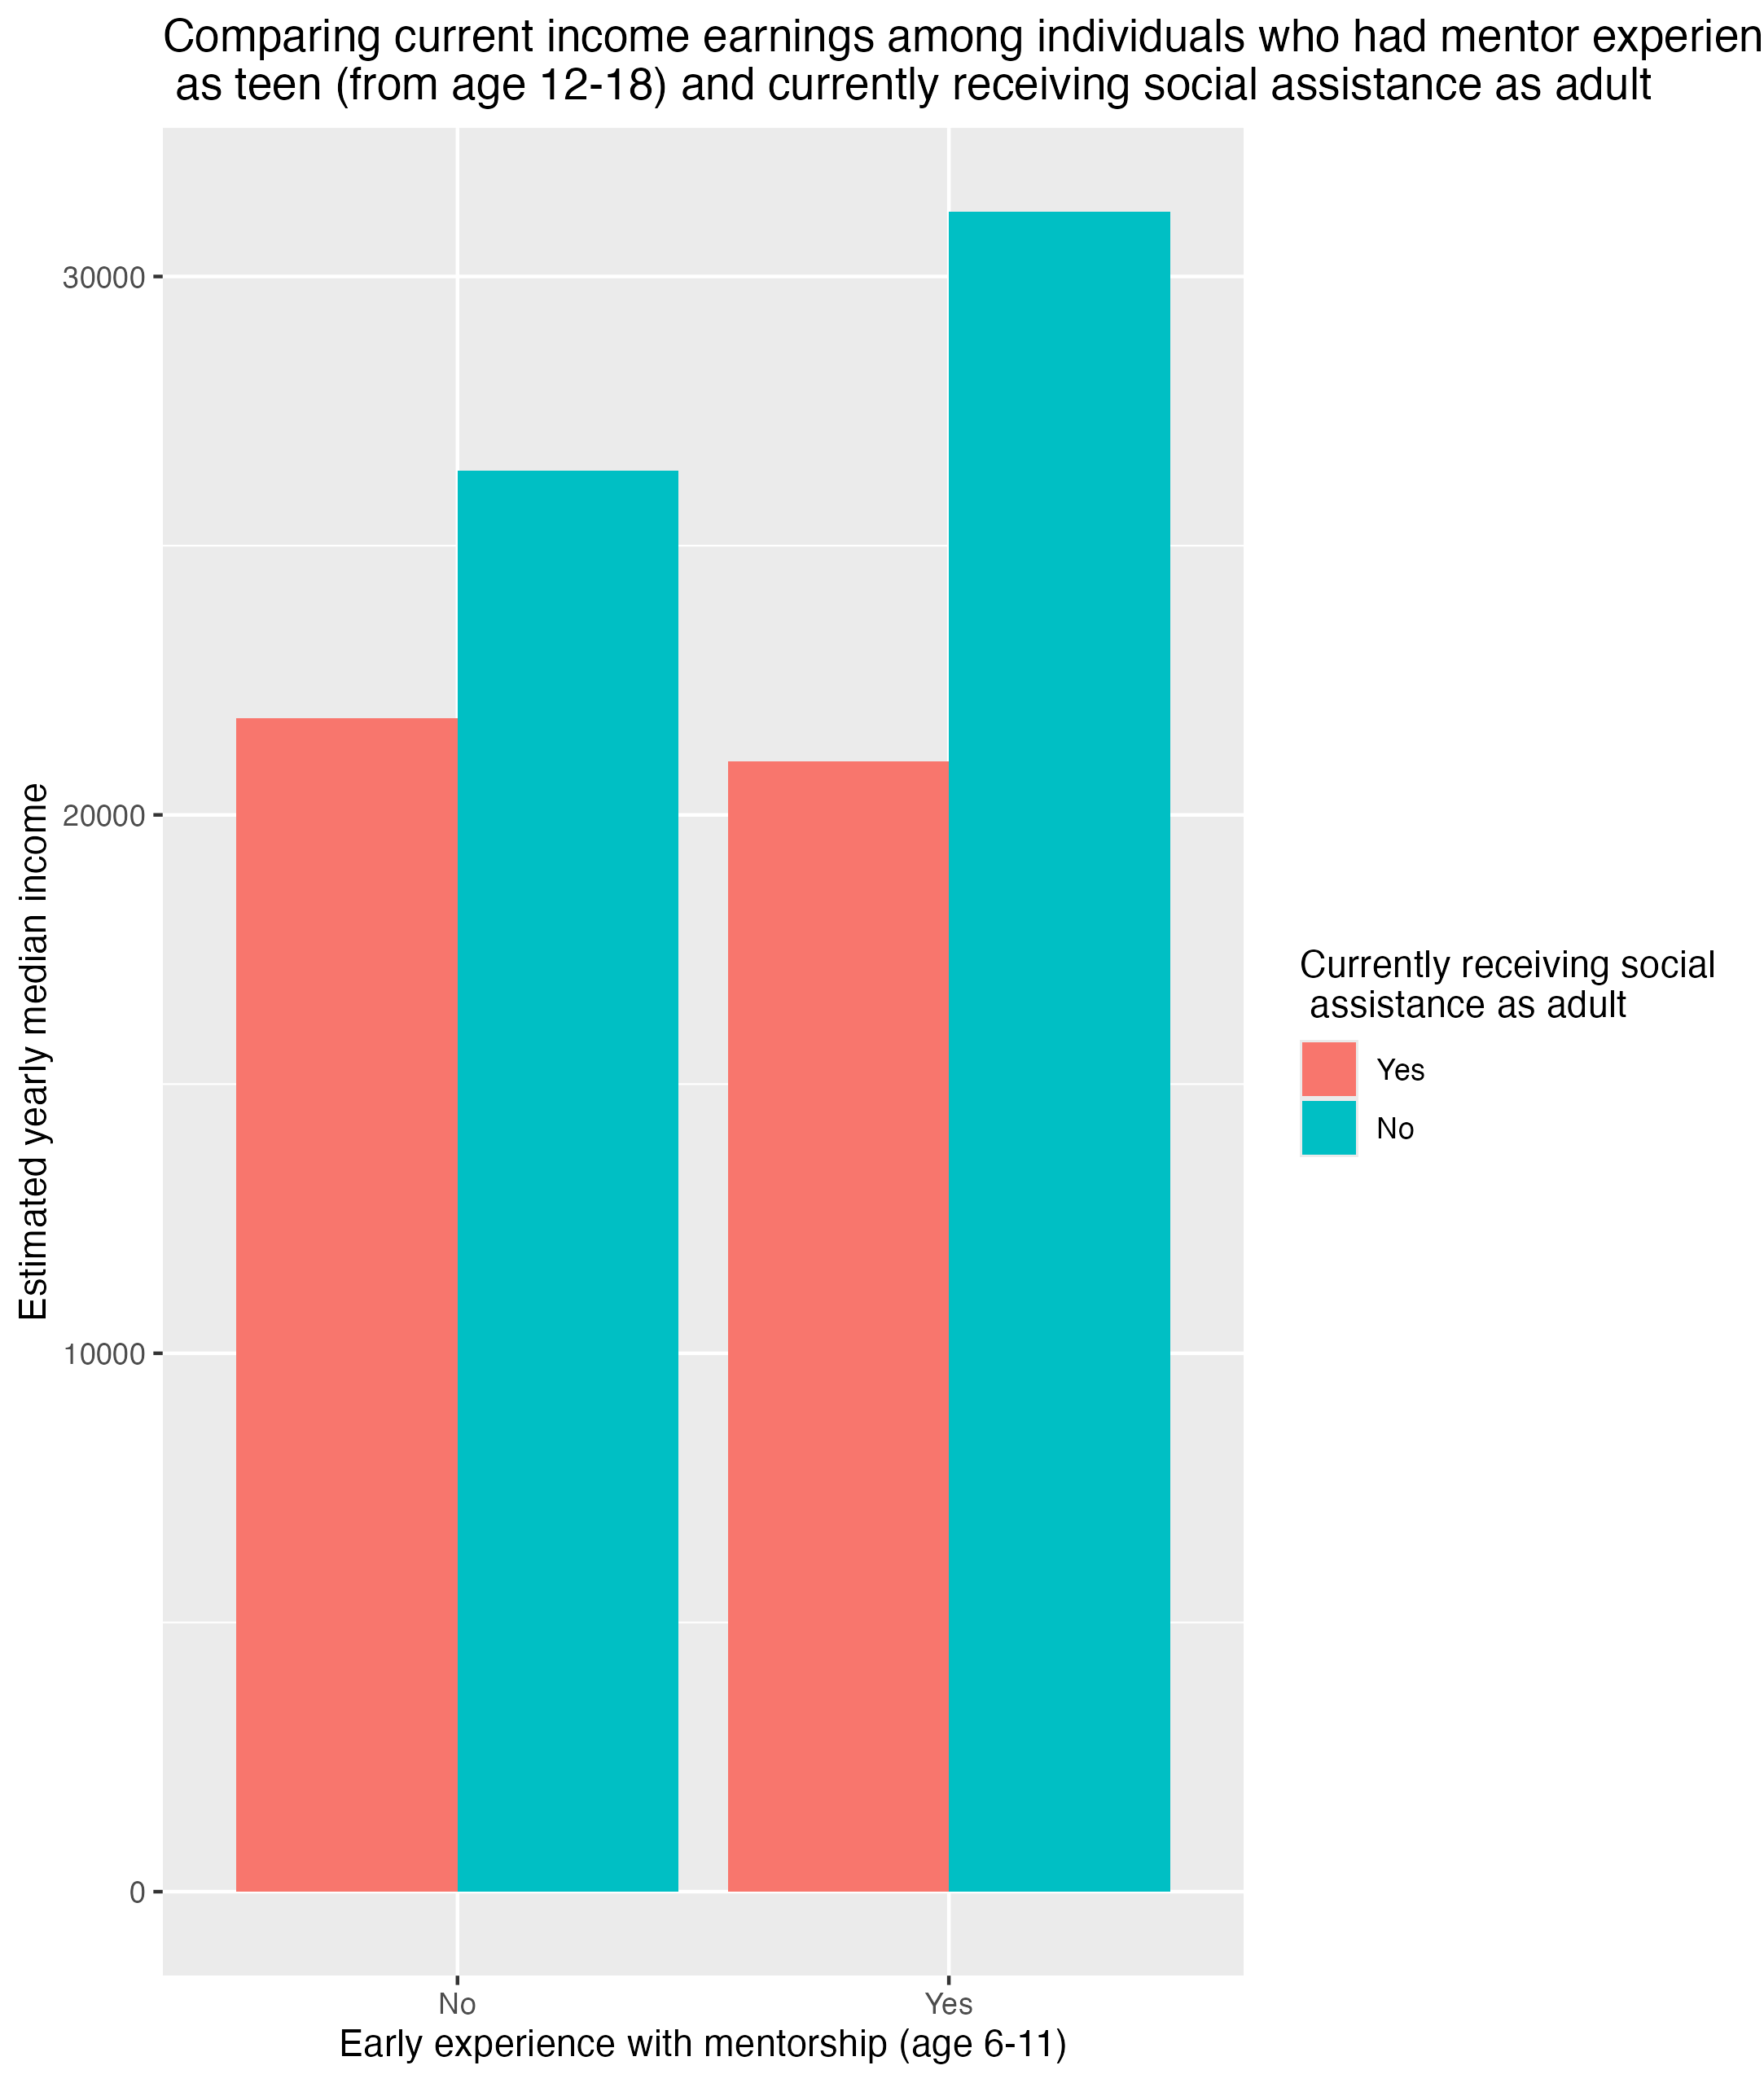 Comparing current income earnings among individuals who had mentor experien
as teen (from age 12-18) and currently receiving social assistance as adult
30000
20000
10000
0
Estimated yearly median income
No
Yes
Early experience with mentorship (age 6-11)
Currently receiving social
assistance as adult
Yes
No